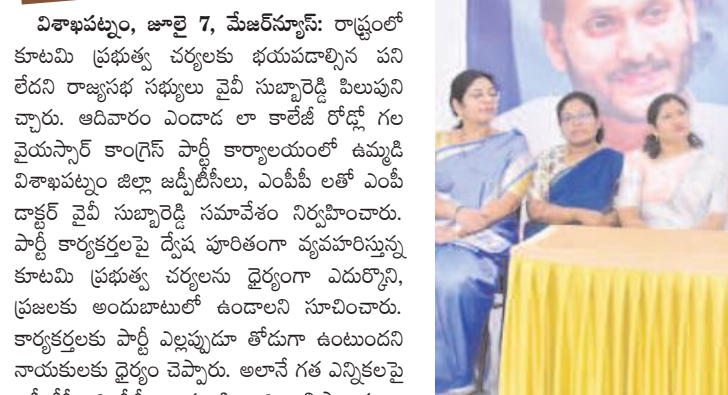 విశాఖపట్నం, జూలై 7, మేజర్‌న్యూస్: రాష్ట్రంలో
కూటమి ప్రభుత్వ చర్యలకు భయపడాల్సిన పని
లేదని రాజ్యసభ సభ్యులు వైవీ సుబ్బారెడ్డి పిలుపుని
చ్చారు. ఆదివారం ఎండాడ లా కాలేజీ రోడ్లో గల
వైయస్సార్ కాంగ్రెస్ పార్టీ కార్యాలయంలో ఉమ్మడి
విశాఖపట్నం జిల్లా జడ్పీటీసీలు, ఎంపీపీ లతో ఎంపీ
డాక్టర్ వైవీ సుబ్బారెడ్డి సమావేశం నిర్వహించారు.
పార్టీ కార్యకర్తలపై ద్వేష పూరితంగా వ్యవహరిస్తున్న
కూటమి ప్రభుత్వ చర్యలను ధైర్యంగా ఎదుర్కొని,
ప్రజలకు అందుబాటులో ఉండాలని సూచించారు.
కార్యకర్తలకు పార్టీ ఎల్లప్పుడూ తోడుగా ఉంటుందని
నాయకులకు ధైర్యం చెప్పారు. అలానే గత ఎన్నికలపై